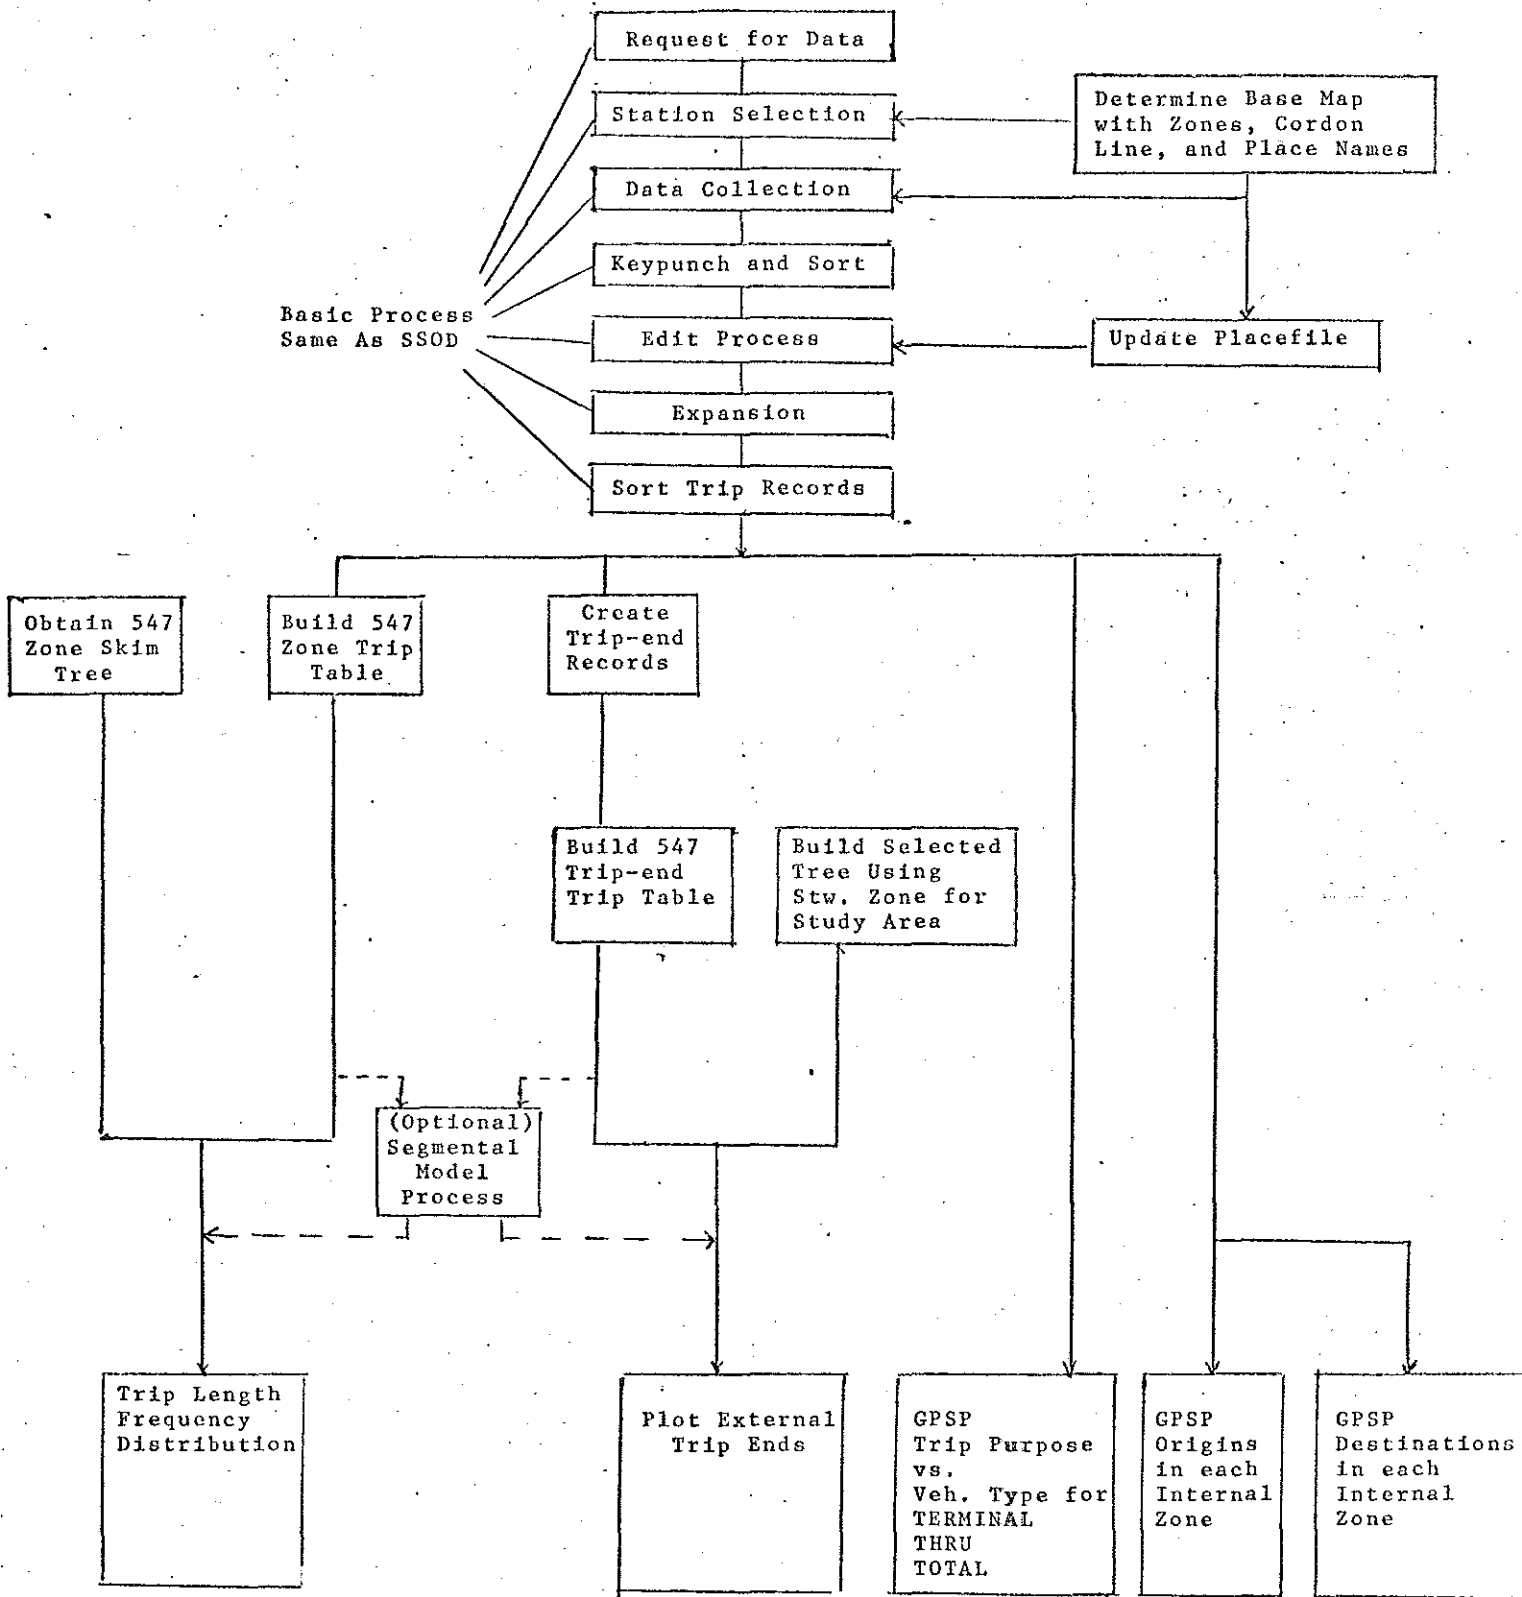 Request for Data
Station Selection
Determine Base Map
with Zones, Cordon
Line, and Place Names
Data Collection
Keypunch and Sort
Basic Process
Same As SSOD
Edit Process
Update Placefile
Expansion
Sort Trip Records
Obtain 547
Zone Skim
Tree
Build 547
Zone Trip
Table
Create
Trip-end
Records
Build 547
Trip-end
Trip Table
Build Selected
Tree Using
Stw. Zone for
Study Area
(Optional)
Segmental
Model
Process
Trip Length
Frequency
Distribution
Plot External
Trip Ends
GPSP
Trip Purpose
vs.
Veh. Type for
TERMINAL
THRU
TOTAL
GPSP
Origins
in each
Internal
Zone
GPSP
Destinations
in each
Internal
Zone